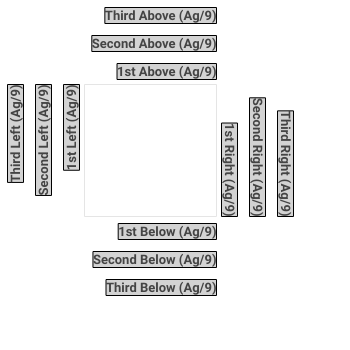 Third Above (Ag/9)
Second Above (Ag/9)
1st Above (Ag/9)
Third Left (Ag/9)
Second Left (Ag/9)
1st Left (Ag/9)
1st Right (Ag/9)
Second Right (Ag/9)
Third Right (Ag/9)
1st Below (Ag/9)
Second Below (Ag/9)
Third Below (Ag/9)